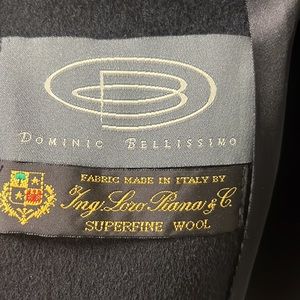 DOMINIC BELLISSIMO
FABRIC MADE IN ITALY BY
Ing. Loro Piana & C.
SUPERFINE WOOL